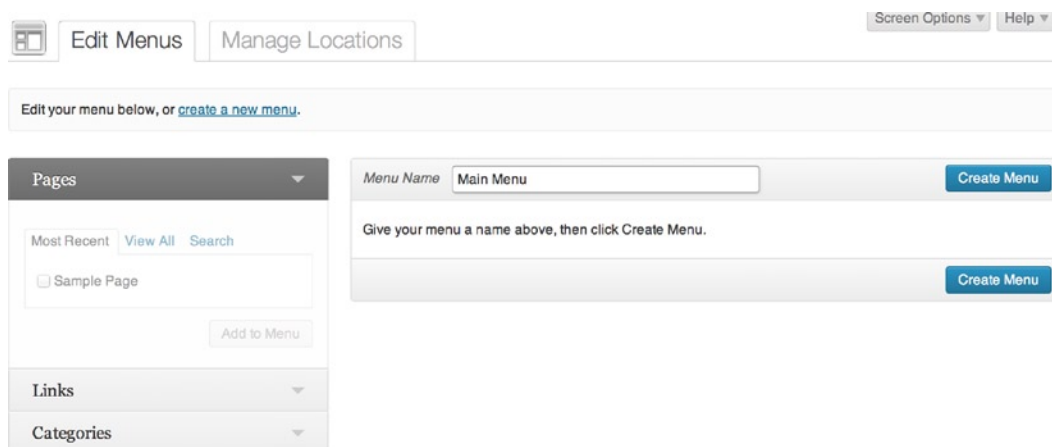 Screen Options Help
Edit Menus Manage Locations
Edit your menu below, or create a new menu.
Pages
Most Recent View All Search
Sample Page
Add to Menu
Links
Categories
Menu Name Main Menu Create Menu
Give your menu a name above, then click Create Menu.
Create Menu